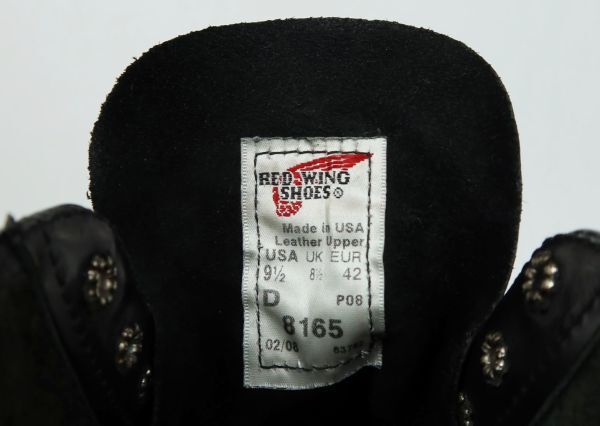 RED WING
SHOES®
Made in USA
Leather Upper
USA UK EUR
9½ 8½ 42
D P08
8165
02/08